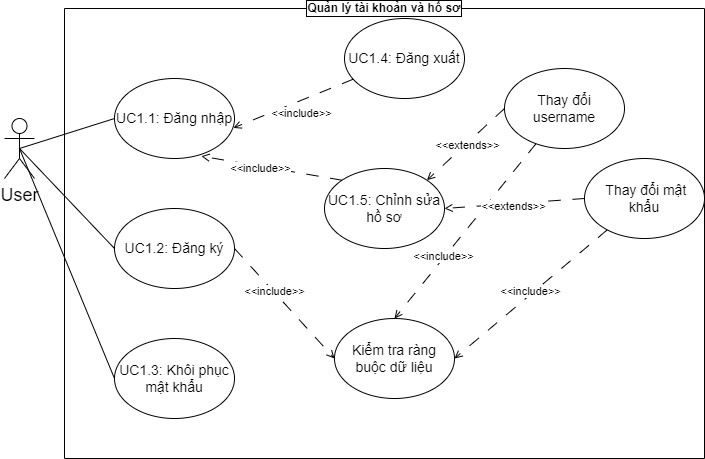 Quản lý tài khoản và hồ sơ
UC1.4: Đăng xuất
UC1.1: Đăng nhập
<<include>>
Thay đổi
username
<<extends>>
<<include>>
User
UC1.5: Chỉnh sửa
hồ sơ
<<extends>>
Thay đổi mật
khẩu
UC1.2: Đăng ký
<<include>>
<<include>>
<<include>>
UC1.3: Khôi phục
mật khẩu
Kiểm tra ràng
buộc dữ liệu